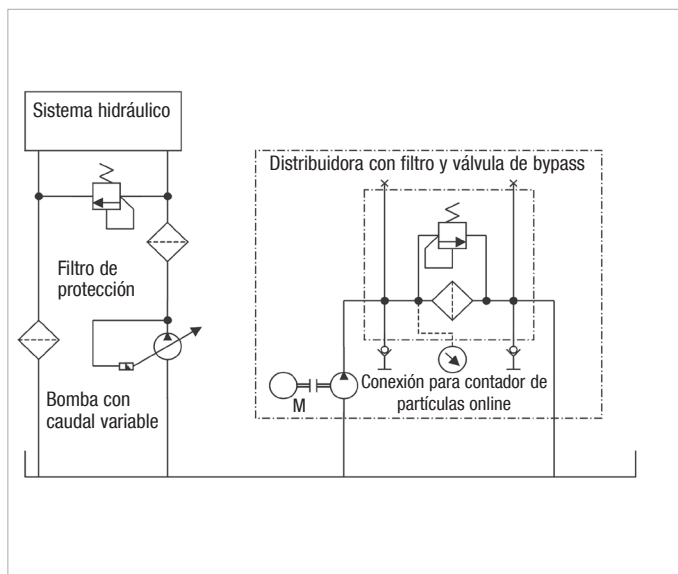 Sistema hidráulico
Distribuidora con filtro y válvula de bypass
Filtro de
protección
Bomba con
caudal variable
M
Conexión para contador de
partículas online